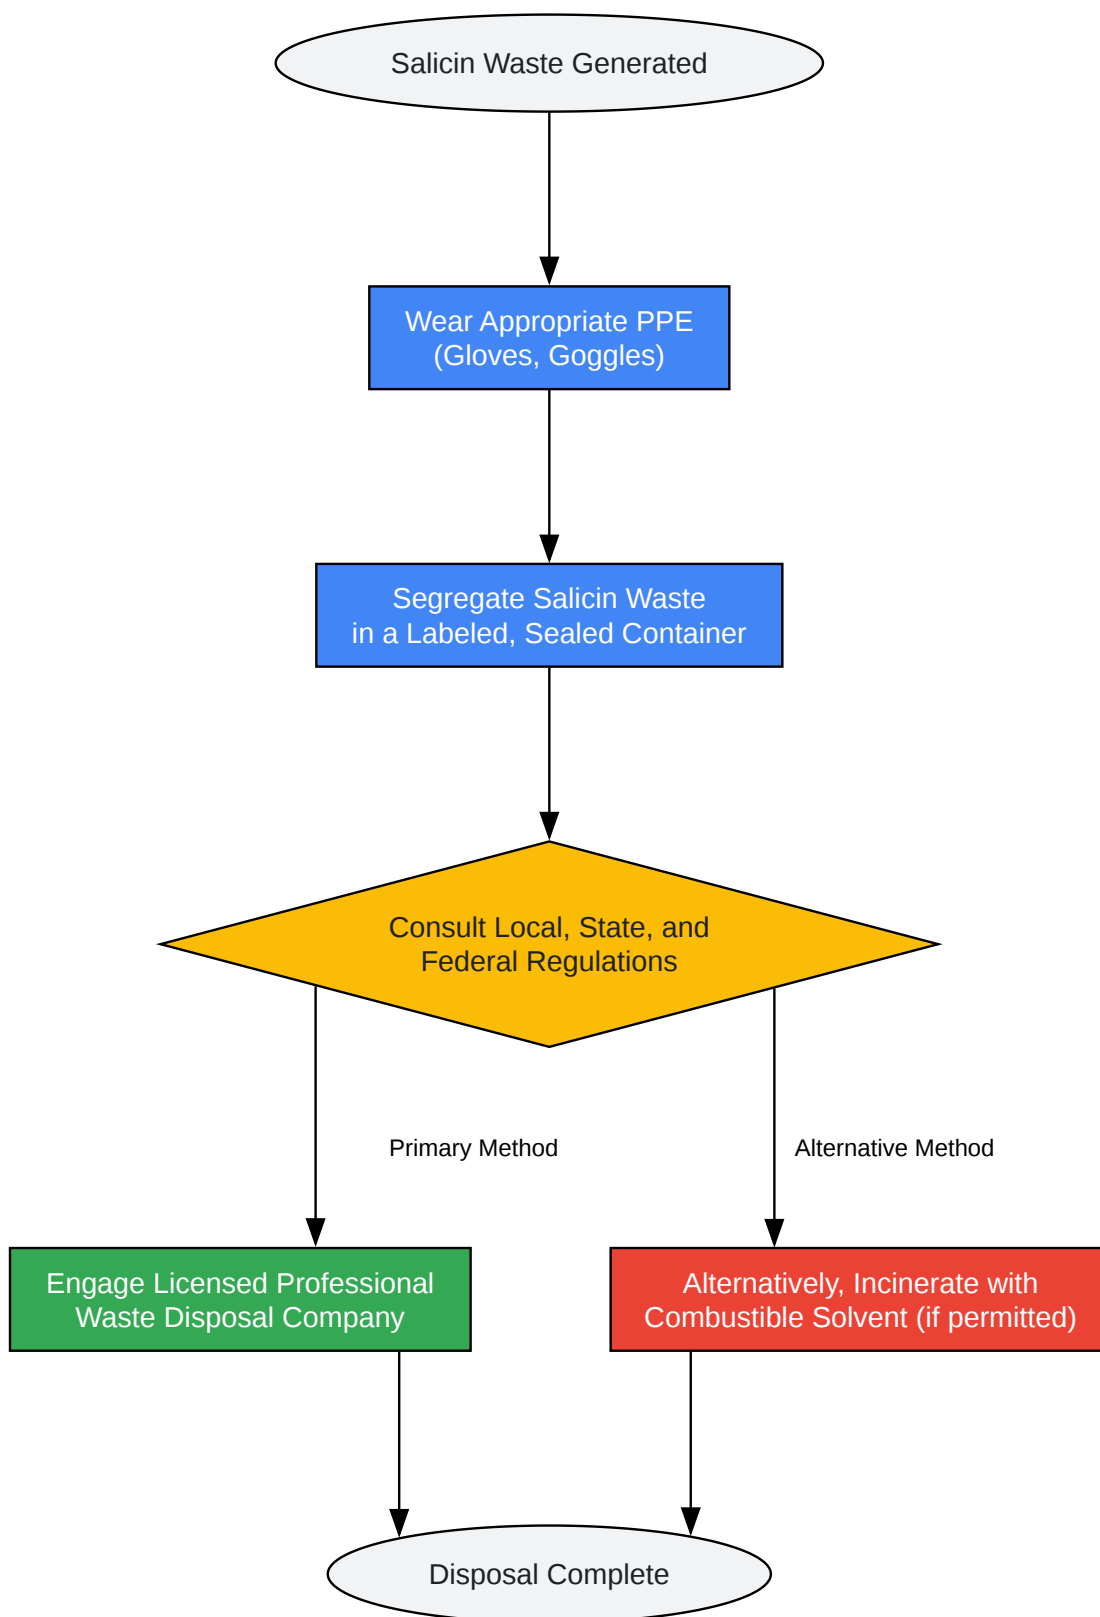 Salicin Waste Generated
Wear Appropriate PPE
(Gloves, Goggles)
Segregate Salicin Waste
in a Labeled, Sealed Container
Consult Local, State, and
Federal Regulations
Primary Method
Alternative Method
Engage Licensed Professional
Waste Disposal Company
Alternatively, Incinerate with
Combustible Solvent (if permitted)
Disposal Complete